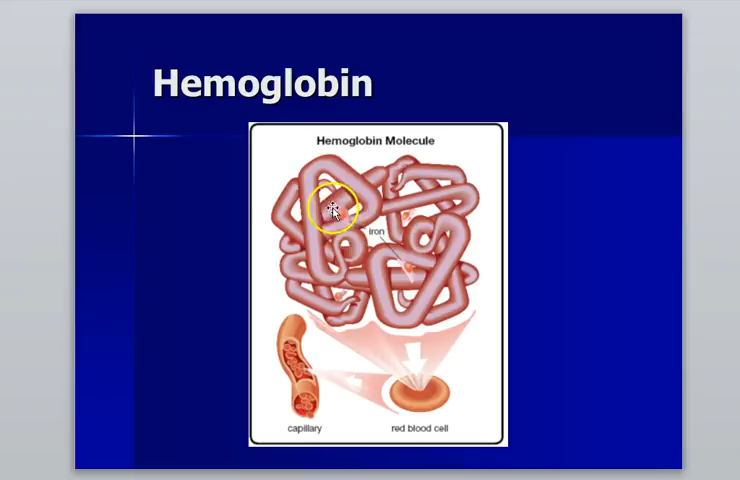 Hemoglobin
Hemoglobin Molecule
iron
capillary
red blood cell